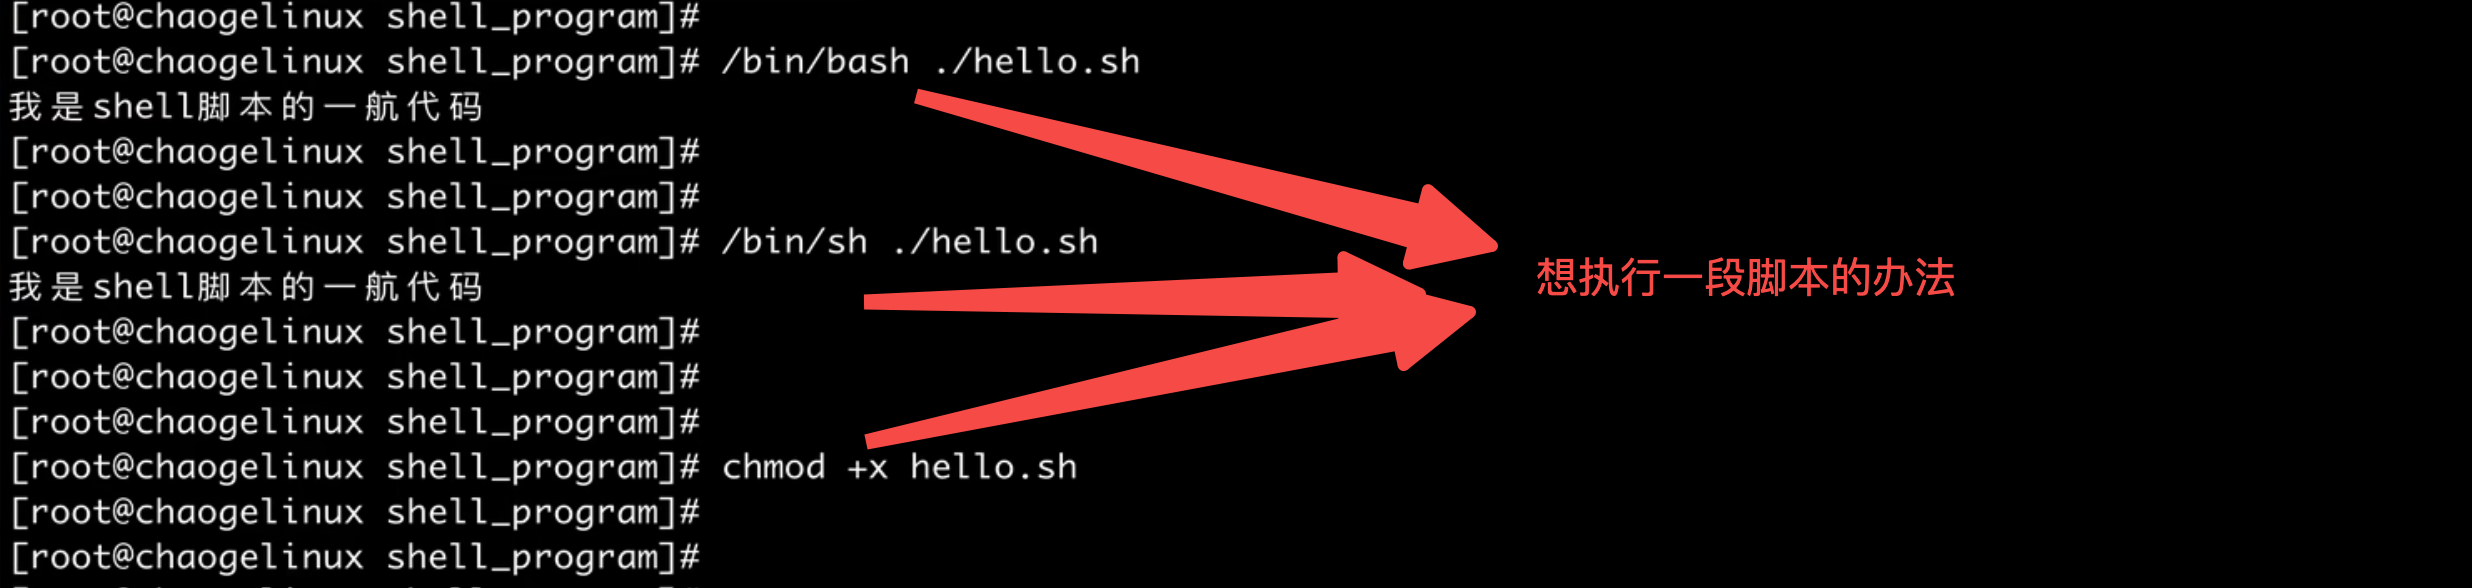 [root@chaogelinux shell_program]#
[root@chaogelinux shell_program]# /bin/bash ./hello.sh
我是shell脚本的一航代码
[root@chaogelinux shell_program]#
[root@chaogelinux shell_program]#
[root@chaogelinux shell_program]# /bin/sh ./hello.sh
想执行一段脚本的办法
我是shell脚本的一航代码
[root@chaogelinux shell_program]#
[root@chaogelinux shell_program]#
[root@chaogelinux shell_program]#
[root@chaogelinux shell_program]# chmod +x hello.sh
[root@chaogelinux shell_program]#
[root@chaogelinux shell_program]#